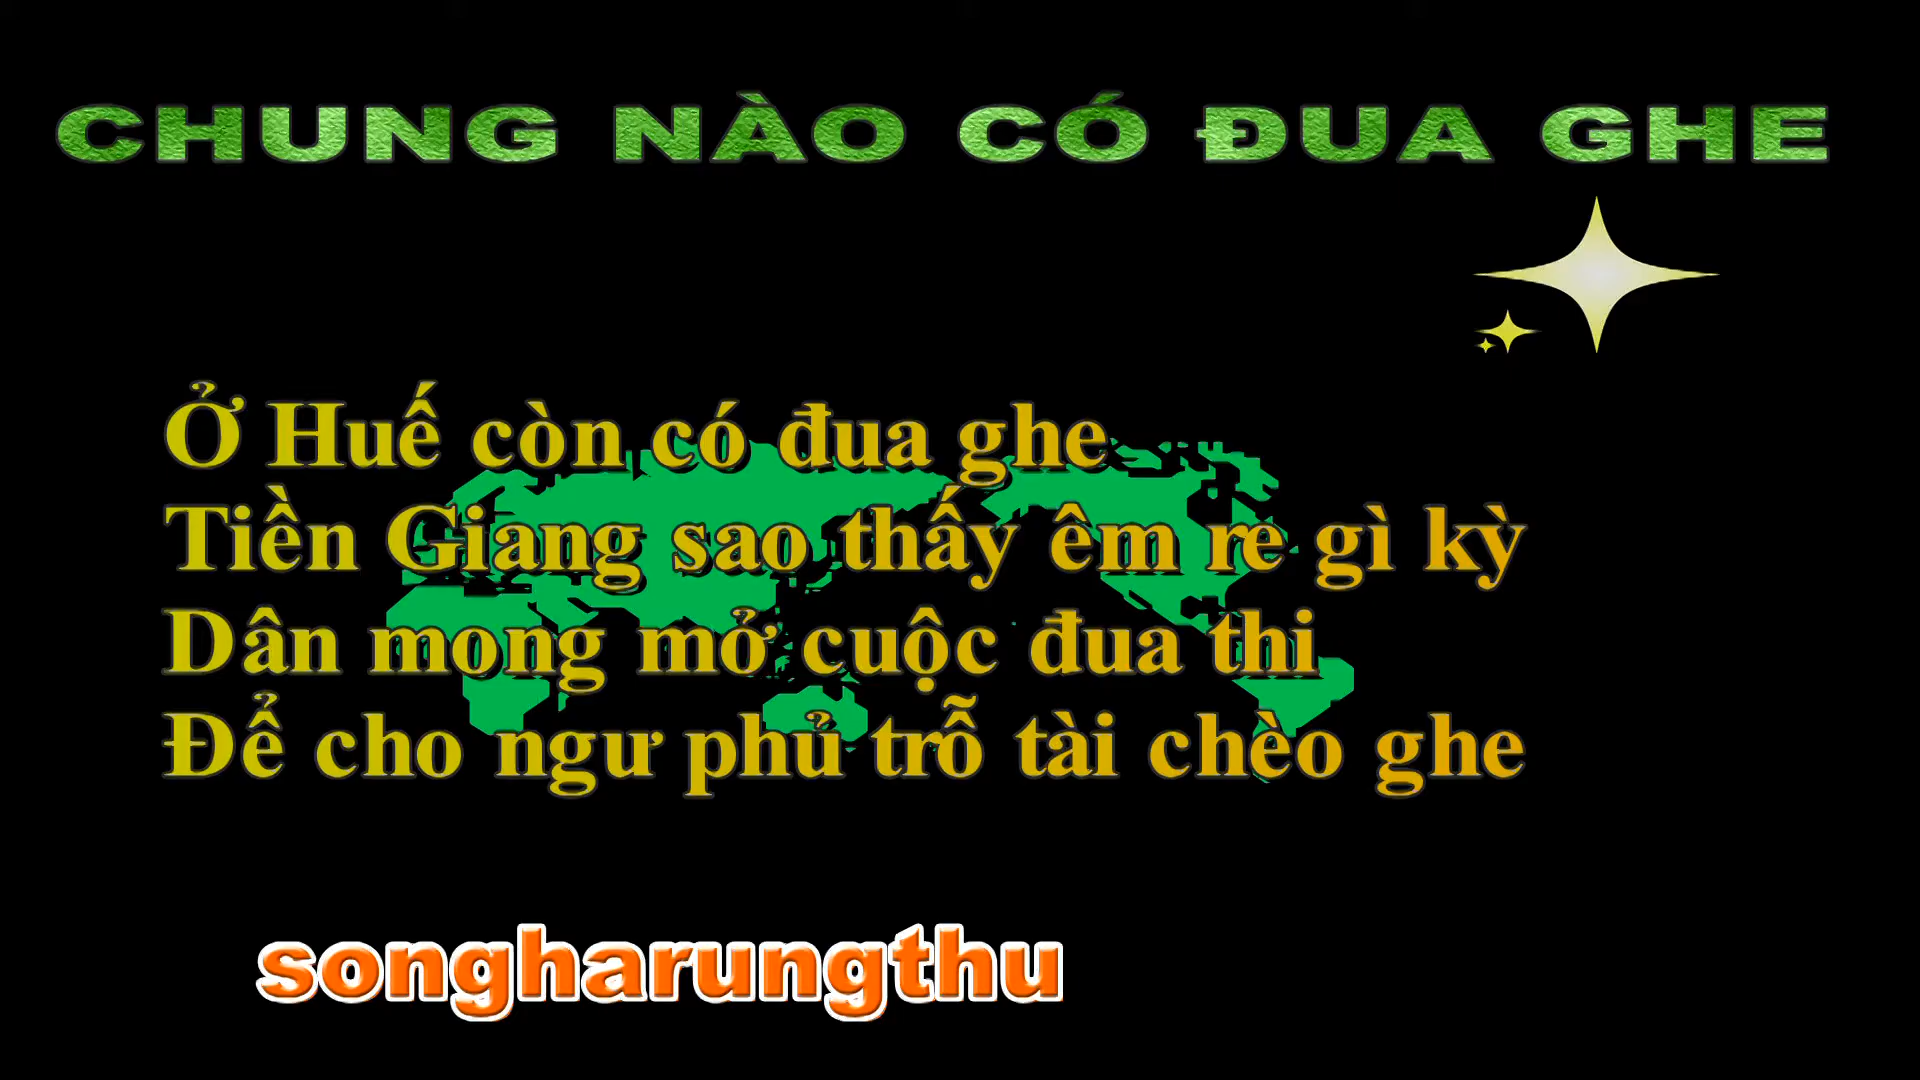 CHUNG NÀO CÓ ĐUA GHE
Ở Huế còn có đua ghe
Tiền Giang sao thấy êm re gì kỳ
Dân mong mở cuộc đua thi
Để cho ngư phủ trỗ tài chèo ghe
songharungthu